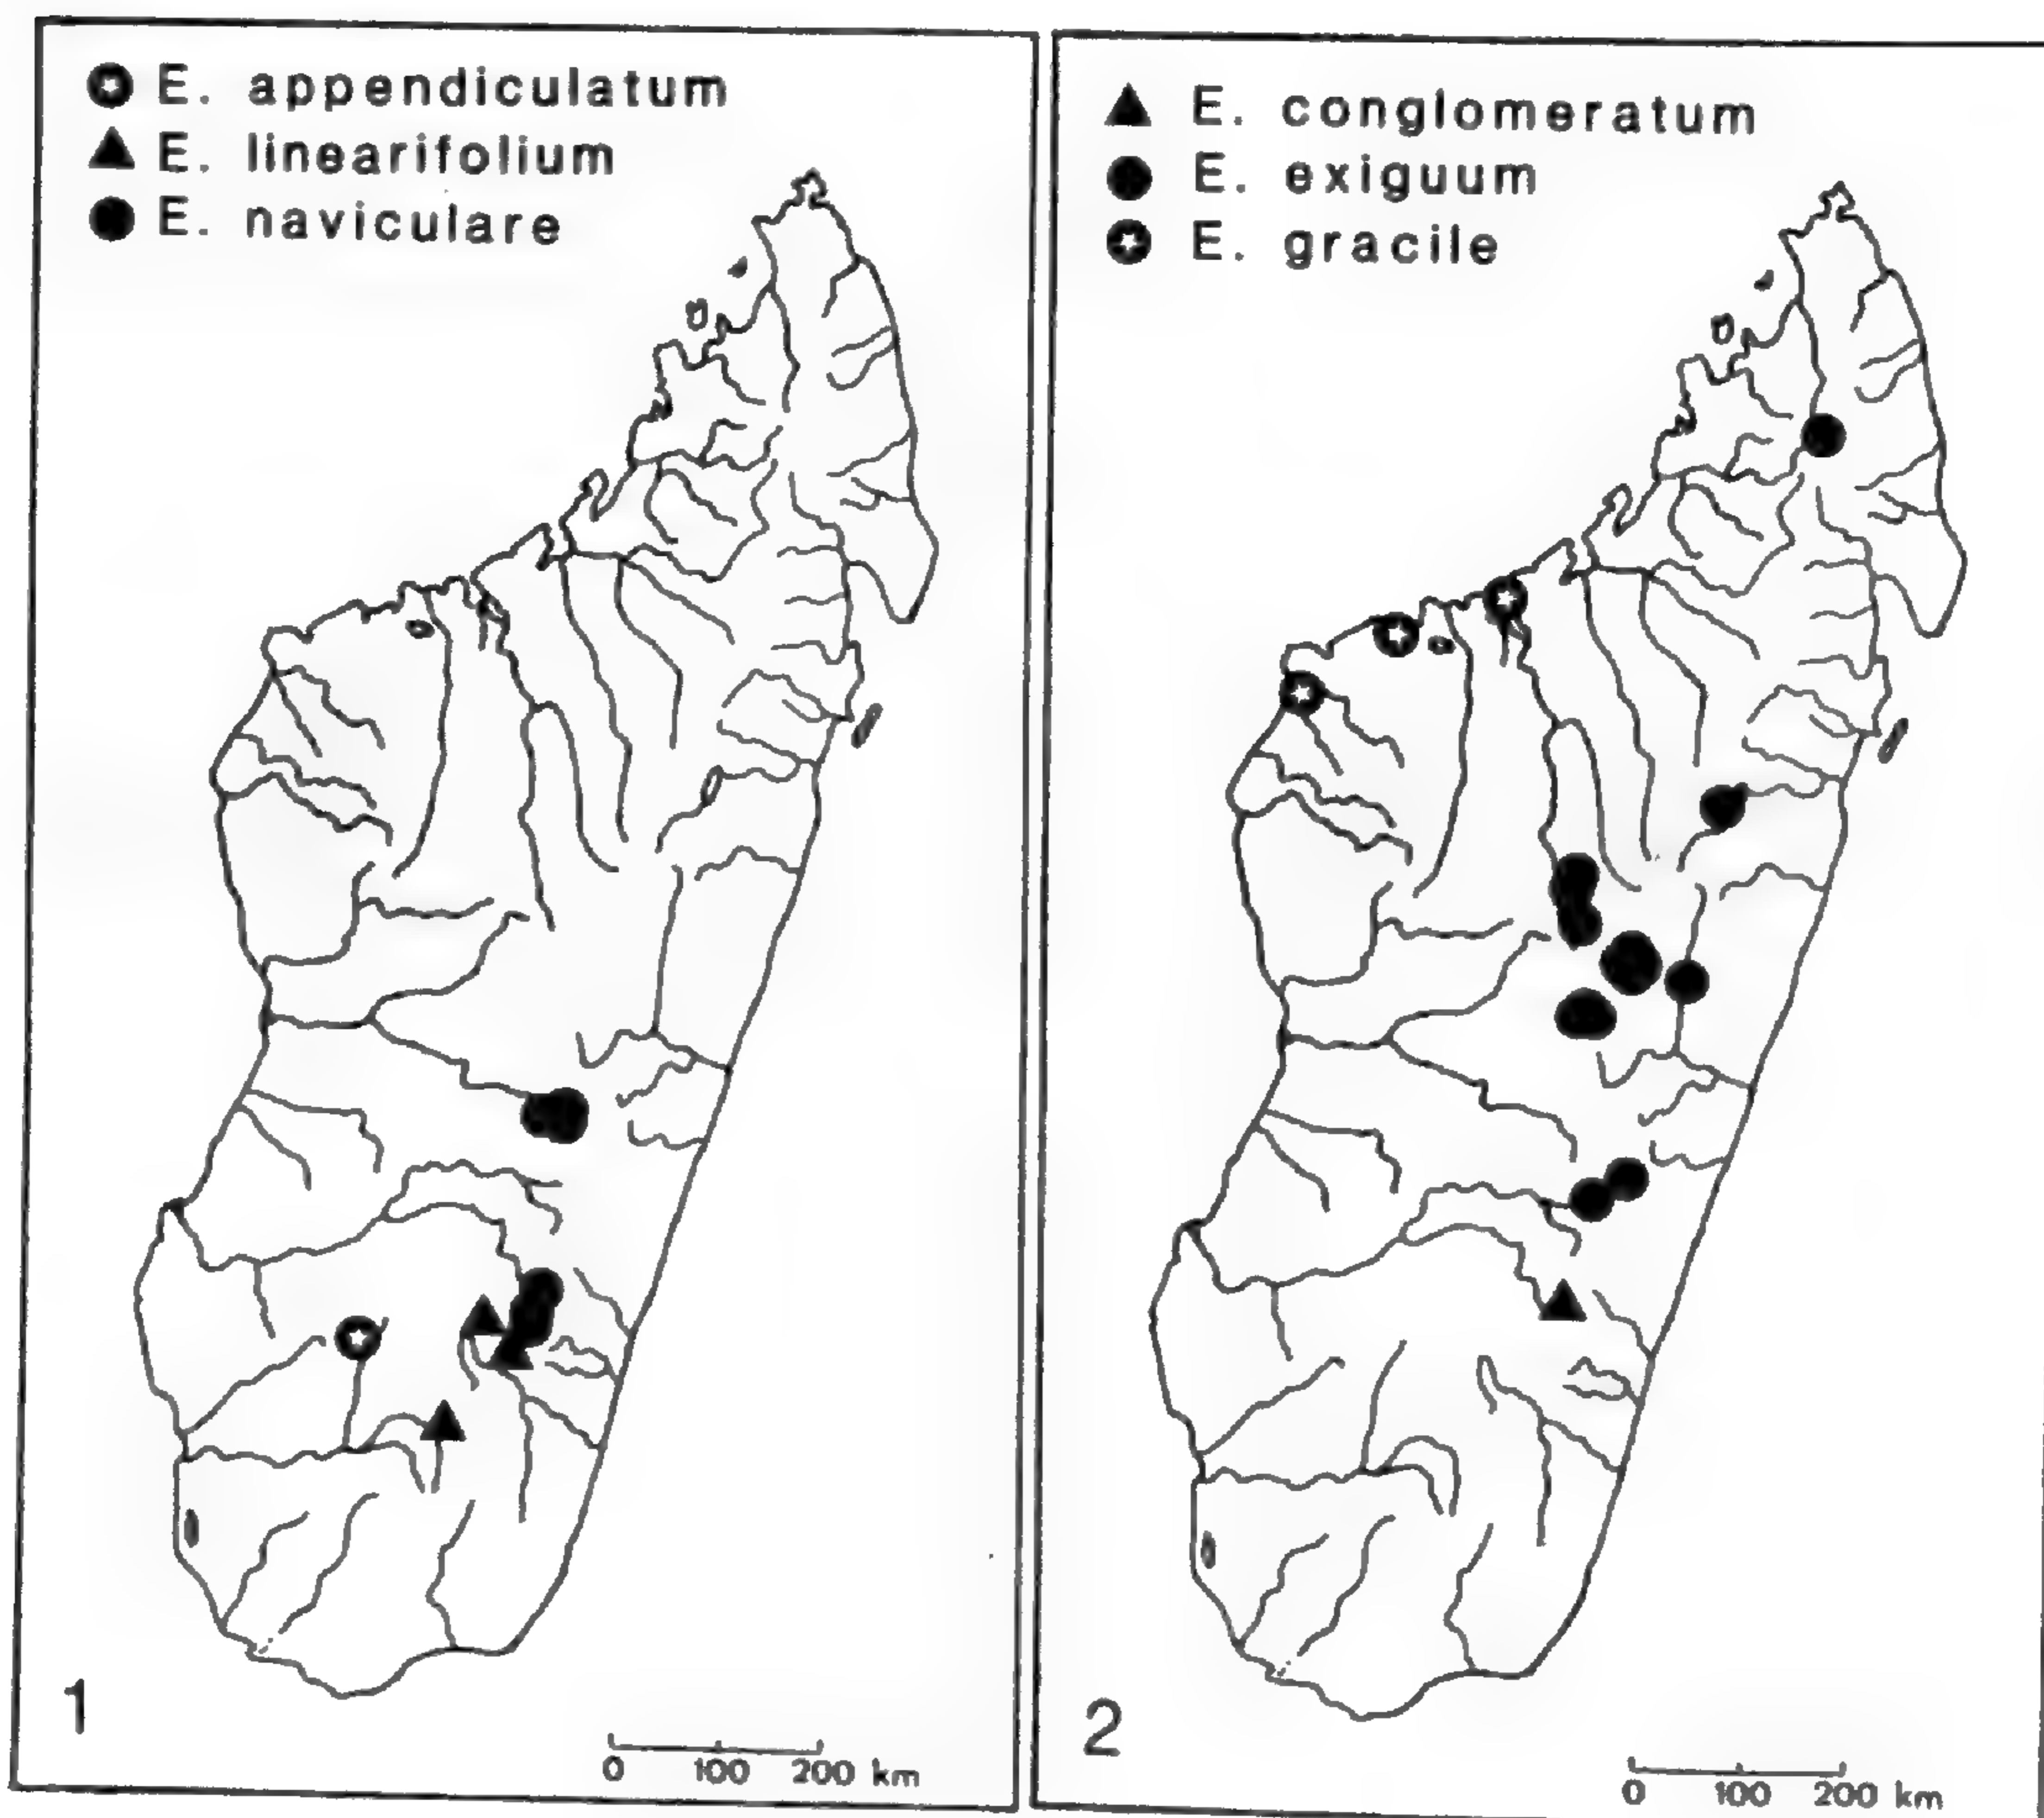 E. appendiculatum
E. linearifolium
E. naviculare
1
0 100 200 km
E. conglomeratum
E. exiguum
E. gracile
2
0 100 200 km